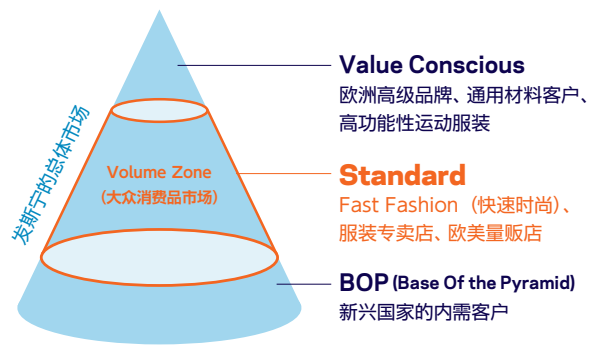 发斯宁的总体市场
Value Conscious
欧洲高级品牌、通用材料客户、
高功能性运动服装
Volume Zone
(大众消费品市场)
Standard
Fast Fashion（快速时尚）、
服装专卖店、欧美量贩店
BOP (Base Of the Pyramid)
新兴国家的内需客户